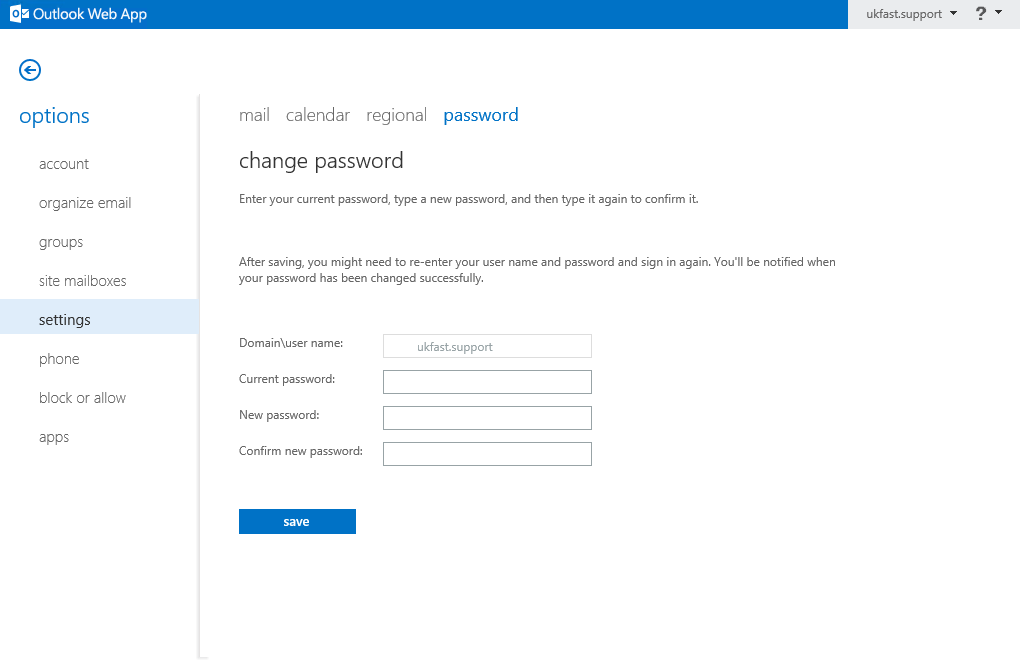 Outlook Web App
ukfast.support
?
options
account
organize email
groups
site mailboxes
settings
phone
block or allow
apps
mail calendar regional password
change password
Enter your current password, type a new password, and then type it again to confirm it.
After saving, you might need to re-enter your user name and password and sign in again. You'll be notified when
your password has been changed successfully.
Domain\user name: ukfast.support
Current password:
New password:
Confirm new password:
save